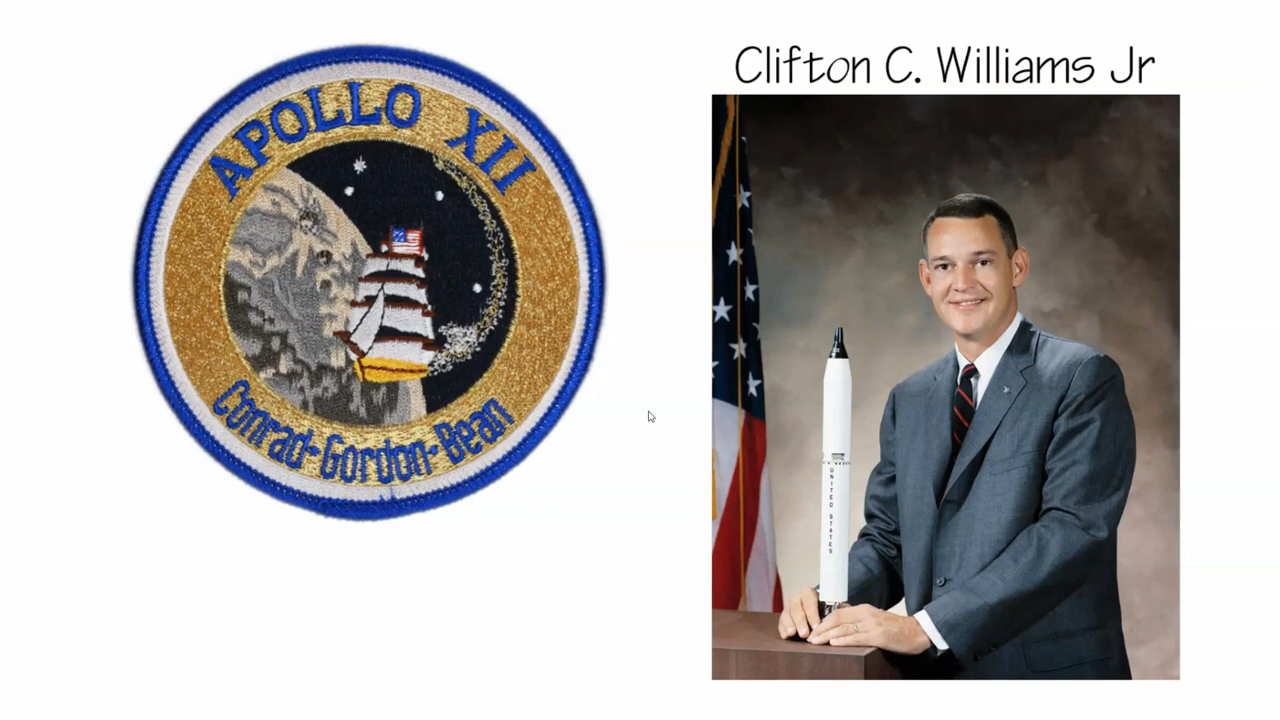 APOLLO XII
Conrad-Gordon-Bean
Clifton C. Williams Jr
UNITED STATES